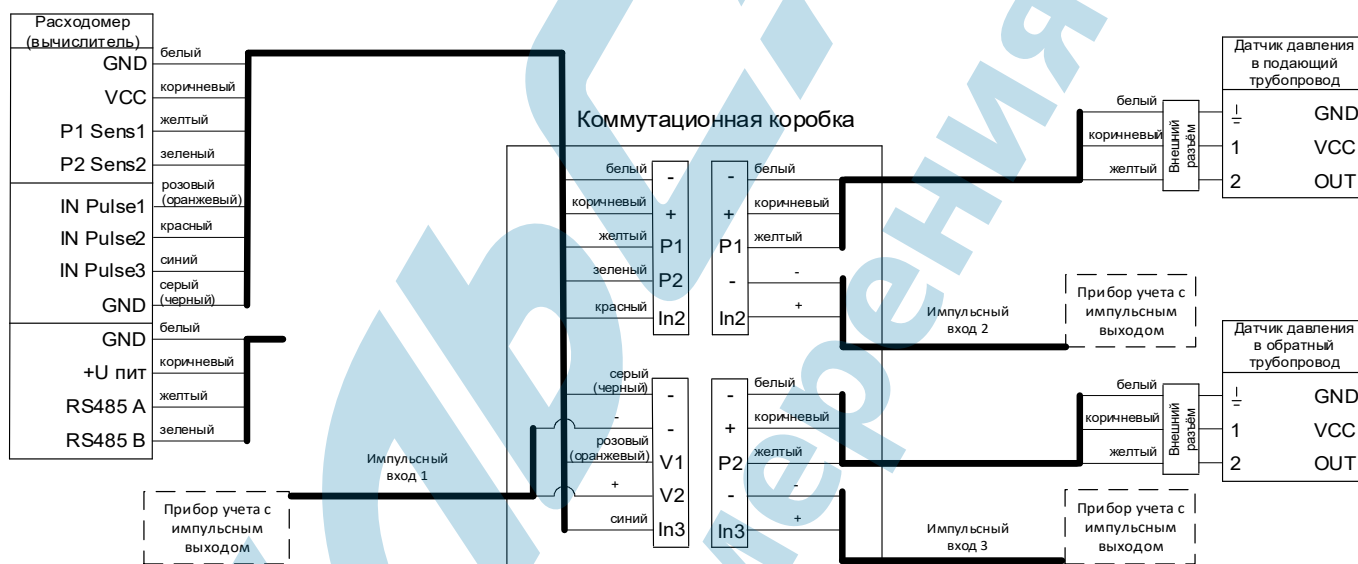 Расходомер
(вычислитель)
GND
белый
VCC
коричневый
P1 Sens1
желтый
P2 Sens2
зеленый
IN Pulse1
розовый
(оранжевый)
IN Pulse2
красный
IN Pulse3
синий
GND
серый
(черный)
GND
белый
+U пит
коричневый
RS485 A
желтый
RS485 B
зеленый
Импульсный
вход 1
Прибор учета с
импульсным
выходом
Коммутационная коробка
белый
-
коричневый
+
желтый
P1
зеленый
P2
красный
In2
-
белый
+
коричневый
P1
желтый
-
-
In2
+
серый
(черный)
-
-
-
розовый
(оранжевый)
V1
+
V2
синий
In3
-
белый
+
коричневый
P2
желтый
-
-
In3
+
Импульсный
вход 2
Прибор учета с
импульсным
выходом
Импульсный
вход 3
Прибор учета с
импульсным
выходом
Датчик давления
в подающий
трубопровод
белый
коричневый
желтый
Внешний
разъём
GND
1 VCC
2 OUT
Датчик давления
в обратный
трубопровод
белый
коричневый
желтый
Внешний
разъём
GND
1 VCC
2 OUT